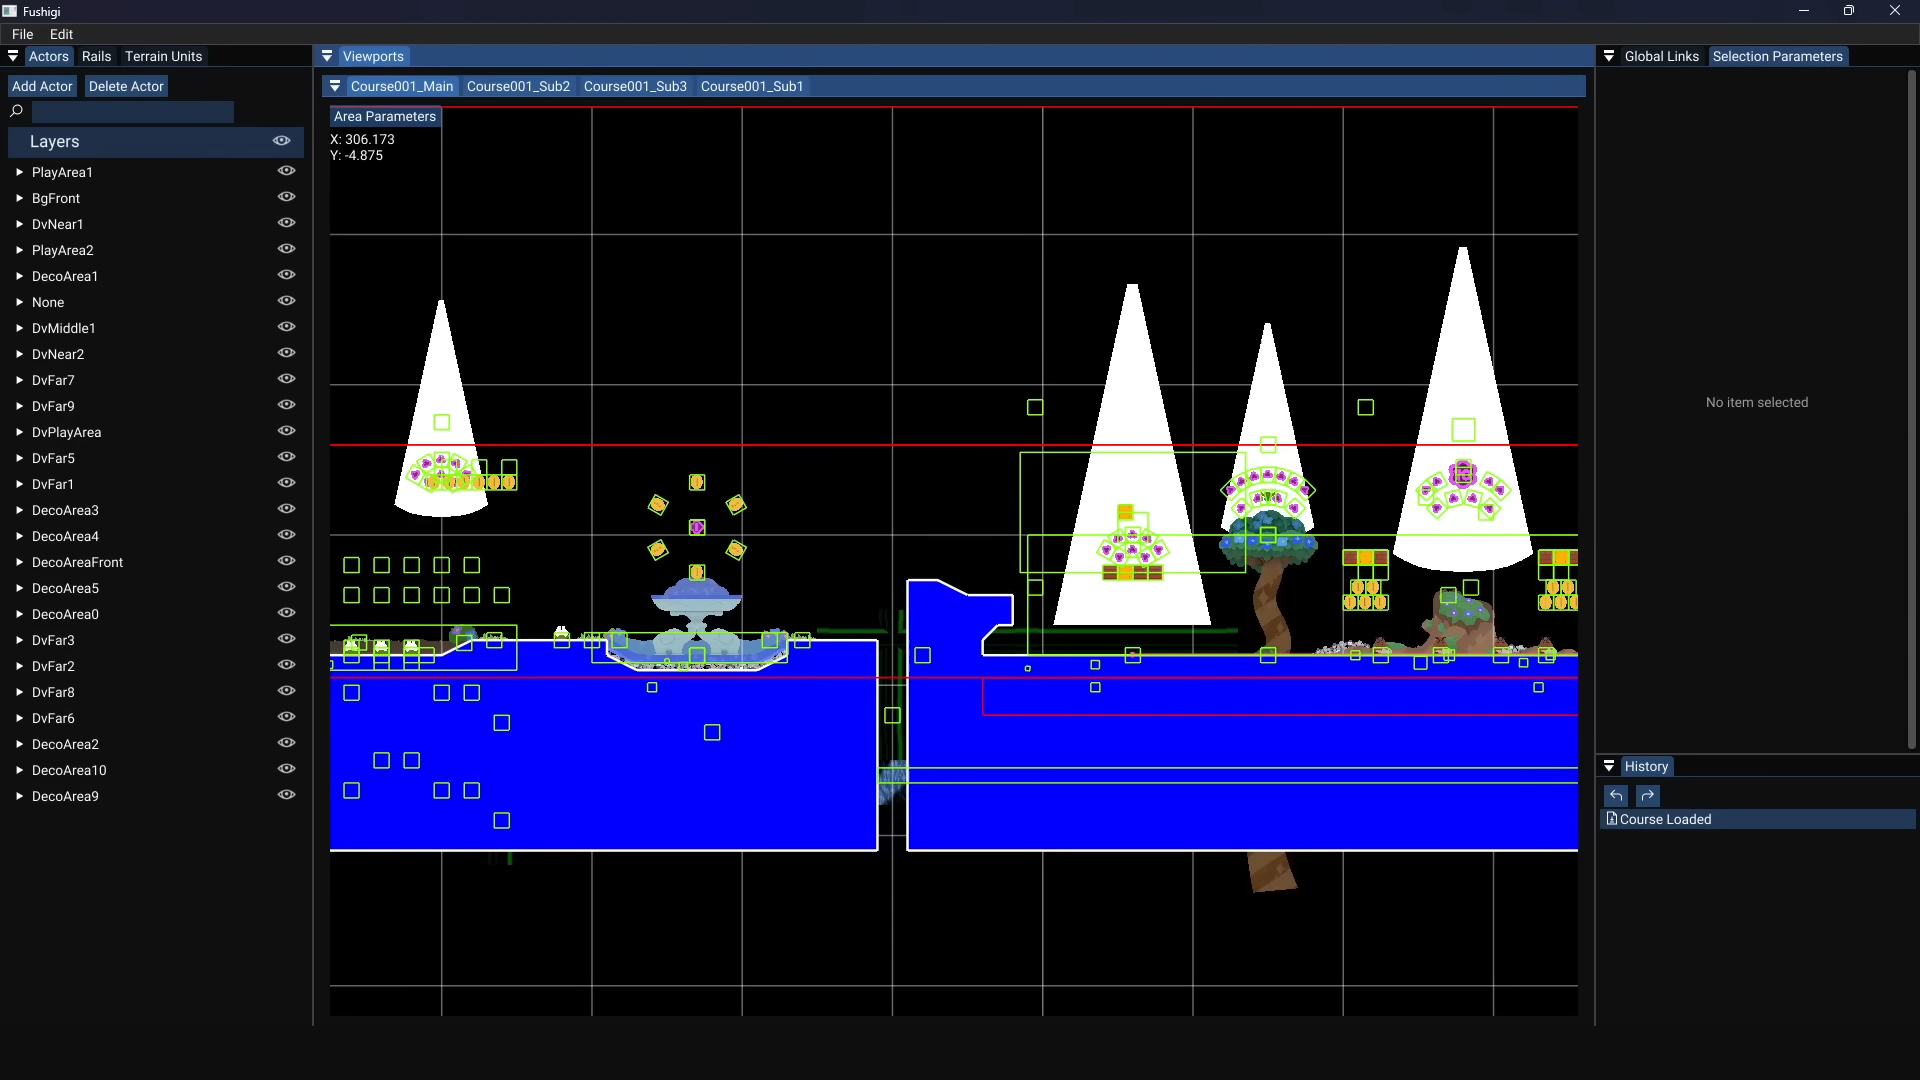 Fushigi
File Edit
Actors Rails Terrain Units
Add Actor Delete Actor
Layers
PlayArea1
BgFront
DvNear1
PlayArea2
DecoArea1
None
DvMiddle1
DvNear2
DvFar7
DvFar9
DvPlayArea
DvFar5
DvFar1
DecoArea3
DecoArea4
DecoAreaFront
DecoArea5
DecoArea0
DvFar3
DvFar2
DvFar8
DvFar6
DecoArea2
DecoArea10
DecoArea9
Viewports
Course001_Main Course001_Sub2 Course001_Sub3 Course001_Sub1
Area Parameters
X: 306.173
Y: -4.875
Global Links Selection Parameters
No item selected
History
Course Loaded